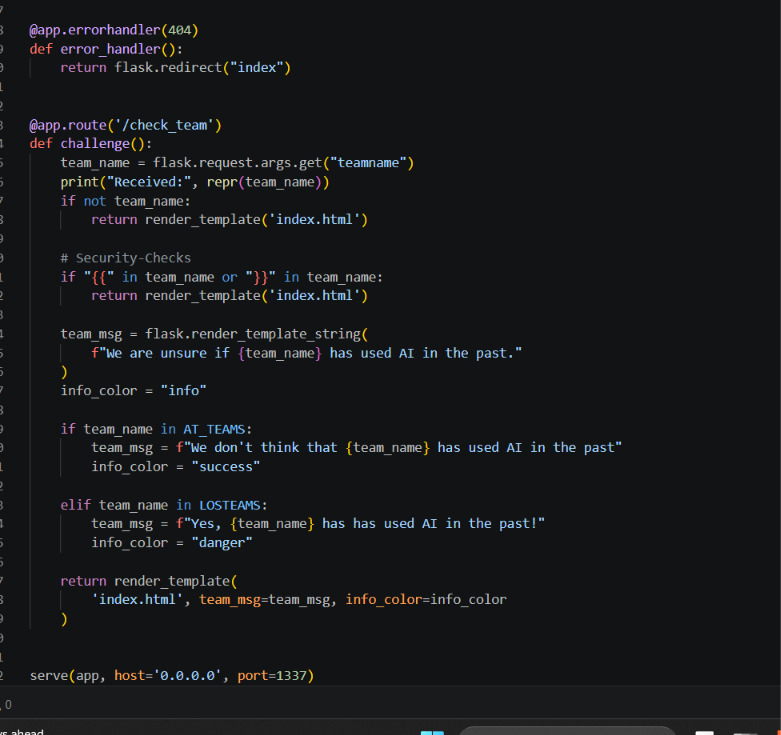 @app.errorhandler(404)
def error_handler():
return flask.redirect("index")
@app.route('/check_team')
def challenge():
team_name = flask.request.args.get("teamname")
print("Received:", repr(team_name))
if not team_name:
return render_template('index.html')
# Security-Checks
if "{{" in team_name or "}}" in team_name:
return render_template('index.html')
team_msg = flask.render_template_string(
f"We are unsure if {team_name} has used AI in the past."
)
info_color = "info"
if team_name in AT_TEAMS:
team_msg = f"We don't think that {team_name} has used AI in the past"
info_color = "success"
elif team_name in LOSTEAMS:
team_msg = f"Yes, {team_name} has has used AI in the past!"
info_color = "danger"
return render_template(
'index.html', team_msg=team_msg, info_color=info_color
)
serve(app, host='0.0.0.0', port=1337)
0
ahead